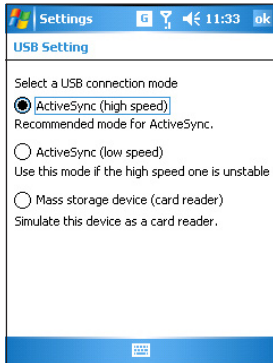 Settings G 11:33 ok
USB Setting
Select a USB connection mode
ActiveSync (high speed)
Recommended mode for ActiveSync.
ActiveSync (low speed)
Use this mode if the high speed one is unstable
Mass storage device (card reader)
Simulate this device as a card reader.